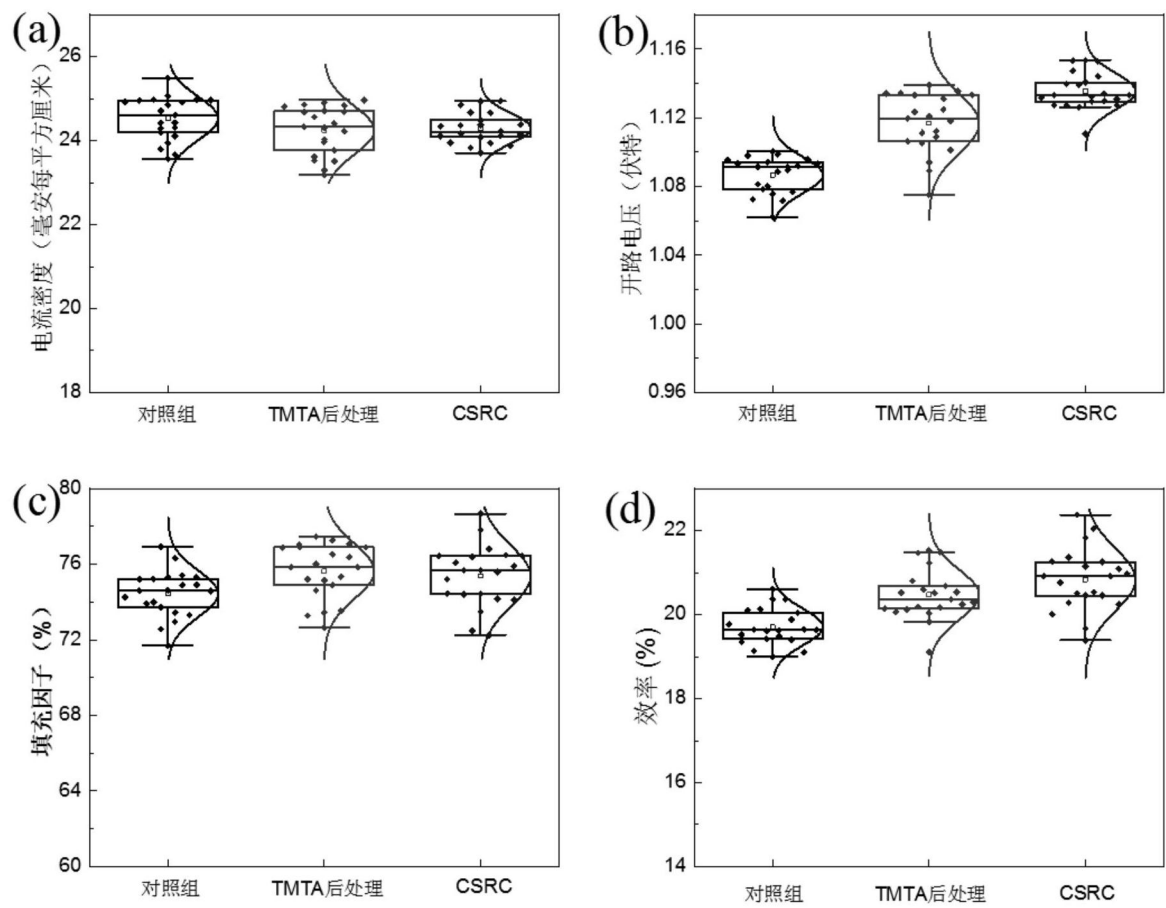 (a)
电流密度（毫安每平方厘米）
26
24
22
20
18
对照组
TMTA后处理
CSRC
(b)
开路电压（伏特）
1.16
1.12
1.08
1.04
1.00
0.96
对照组
TMTA后处理
CSRC
(c)
填充因子（%）
80
76
72
68
64
60
对照组
TMTA后处理
CSRC
(d)
效率(%)
22
20
18
16
14
对照组
TMTA后处理
CSRC